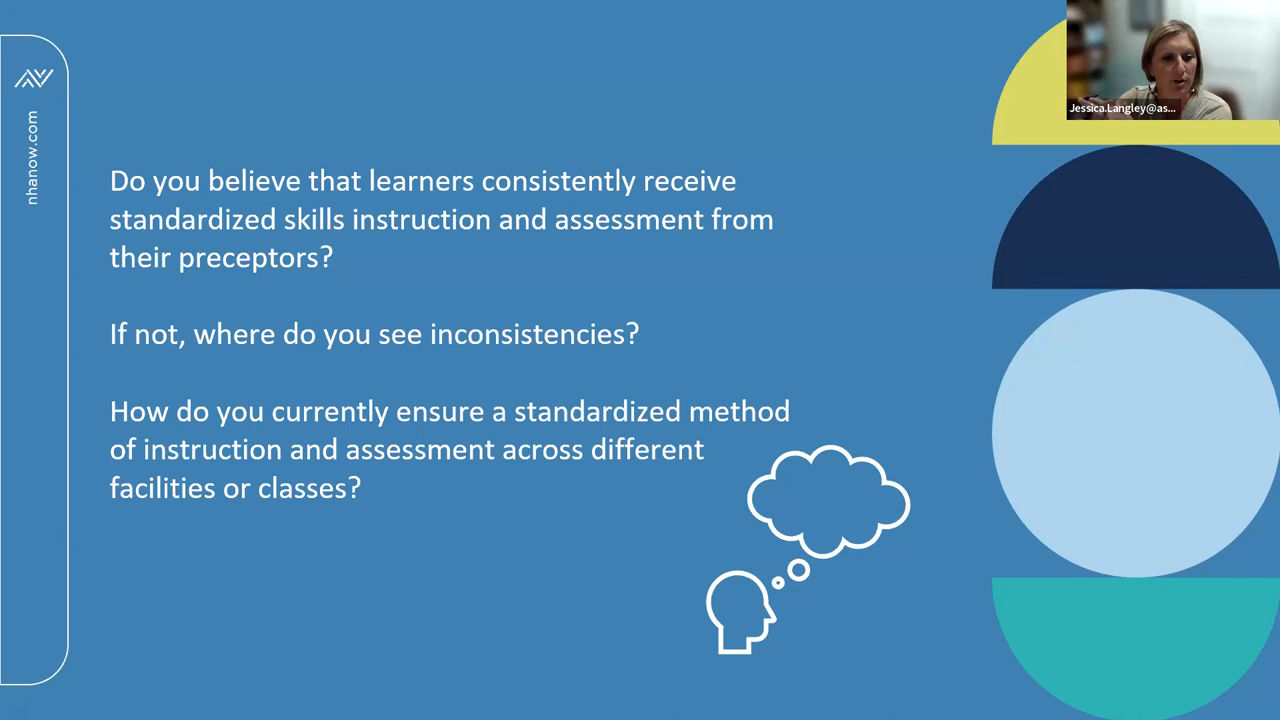 nhanow.com
Jessica.Langley@as...
Do you believe that learners consistently receive
standardized skills instruction and assessment from
their preceptors?
If not, where do you see inconsistencies?
How do you currently ensure a standardized method
of instruction and assessment across different
facilities or classes?